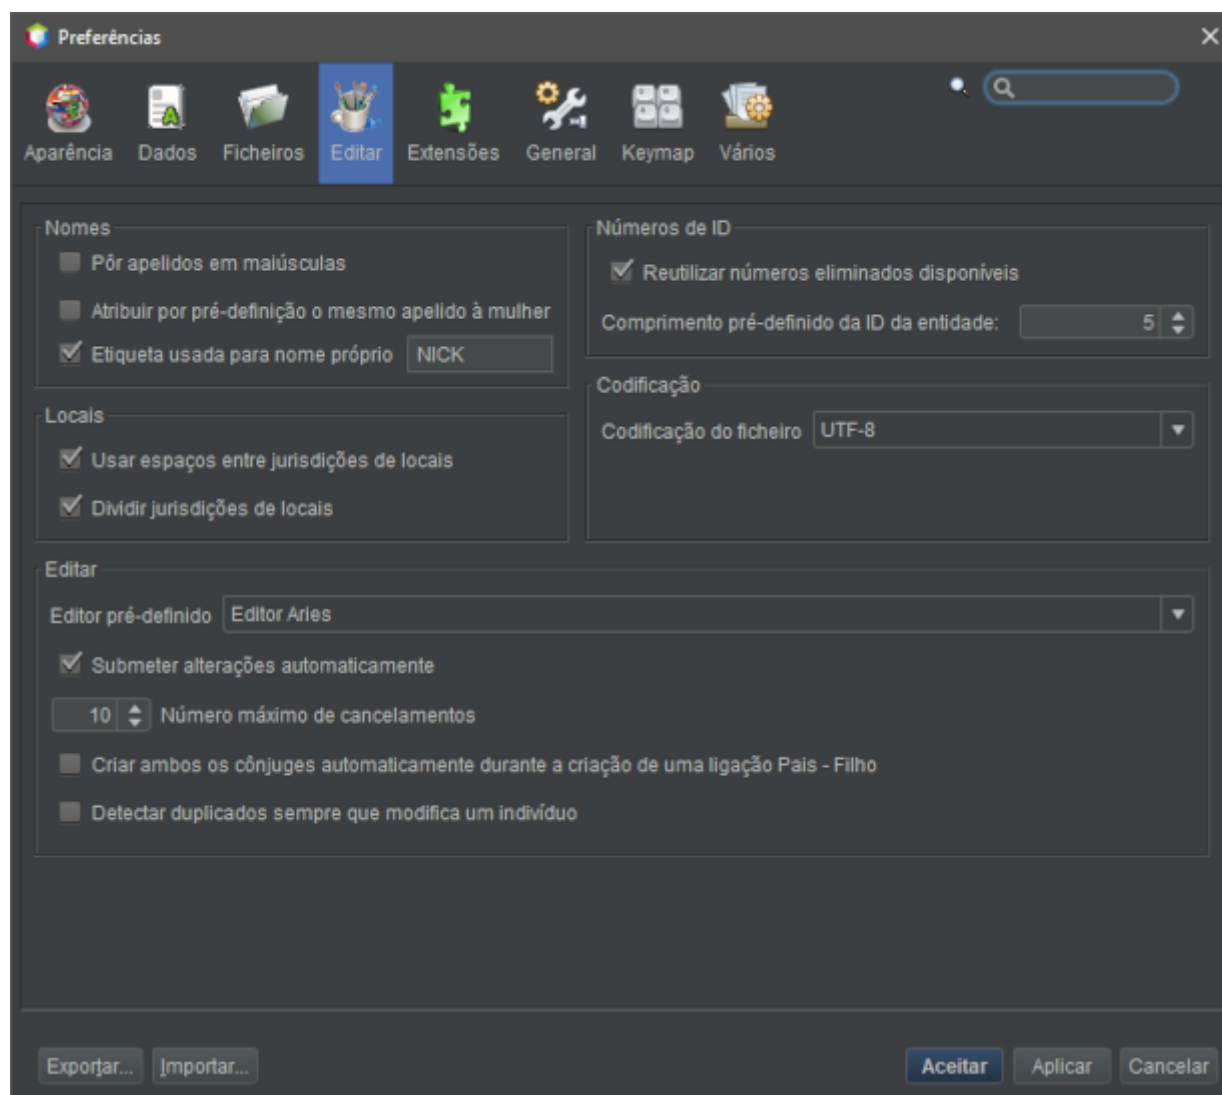 Preferências
Aparência Dados Ficheiros Editar Extensões General Keymap Vários
Nomes
Pôr apelidos em maiúsculas
Atribuir por pré-definição o mesmo apelido à mulher
Etiqueta usada para nome próprio NICK
Números de ID
Reutilizar números eliminados disponíveis
Comprimento pré-definido da ID da entidade: 5
Locais
Usar espaços entre jurisdições de locais
Dividir jurisdições de locais
Codificação
Codificação do ficheiro UTF-8
Editar
Editor pré-definido Editor Aries
Submeter alterações automaticamente
10 Número máximo de cancelamentos
Criar ambos os cônjuges automaticamente durante a criação de uma ligação Pais - Filho
Detectar duplicados sempre que modifica um indivíduo
Exportar... Importar... Aceitar Aplicar Cancelar